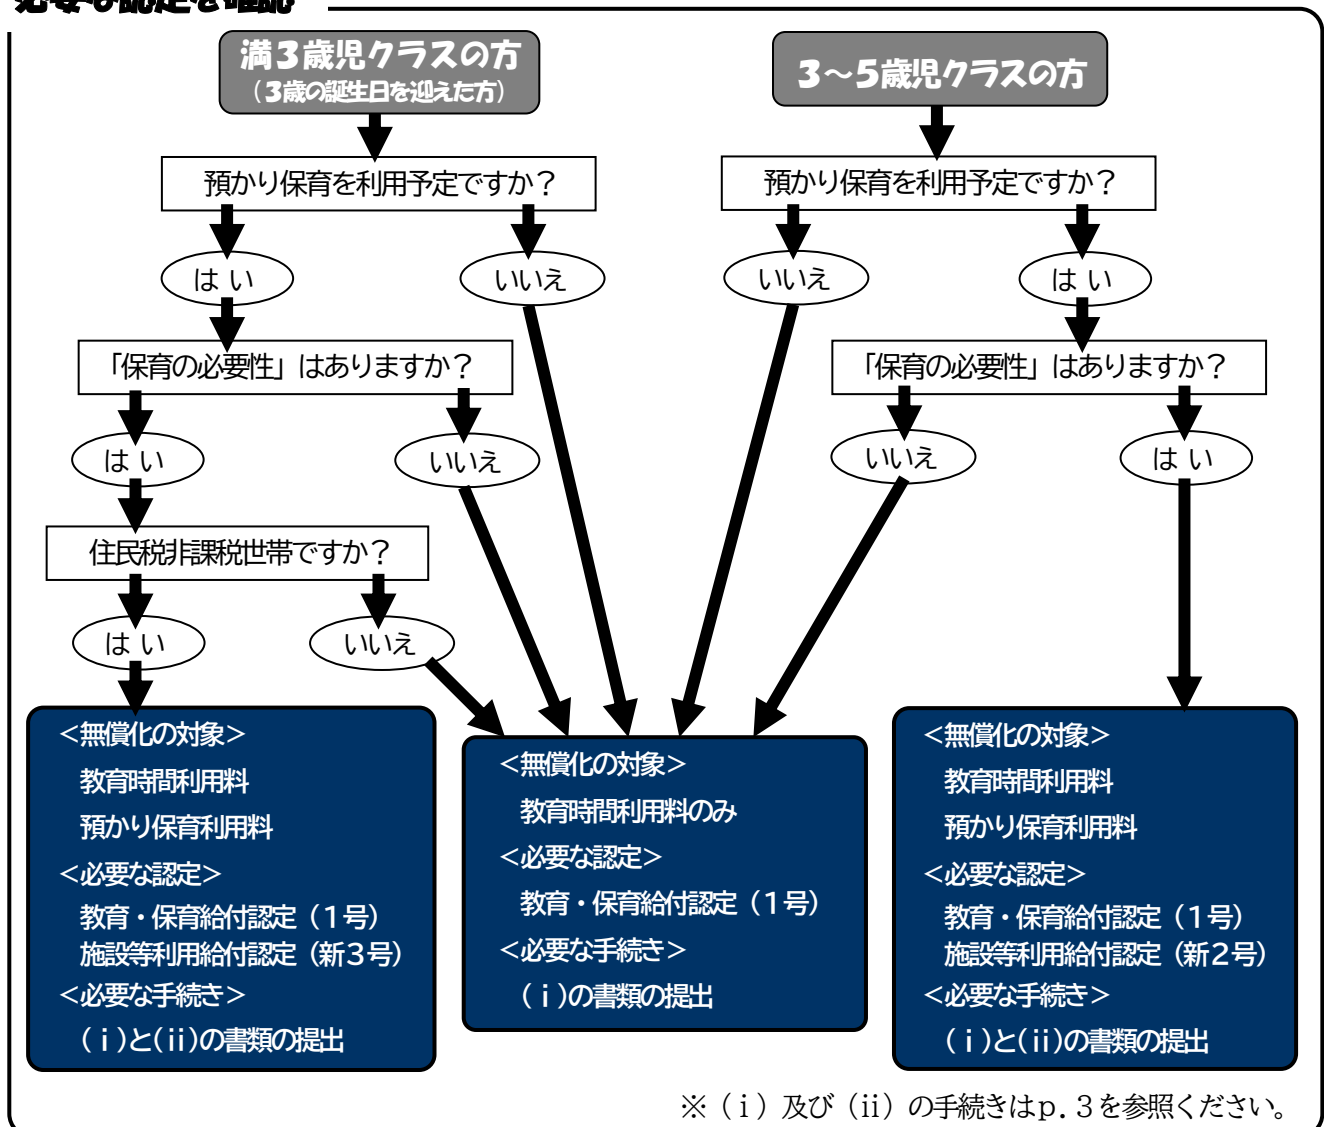 必要な認定を確認
満3歳児クラスの方
（3歳の誕生日を迎えた方）
3～5歳児クラスの方
預かり保育を利用予定ですか？
預かり保育を利用予定ですか？
はい
いいえ
いいえ
はい
「保育の必要性」はありますか？
「保育の必要性」はありますか？
はい
いいえ
いいえ
はい
住民税非課税世帯ですか？
はい
いいえ
＜無償化の対象＞
教育時間利用料
預かり保育利用料
＜必要な認定＞
教育・保育給付認定（1号）
施設等利用給付認定（新3号）
＜必要な手続き＞
(ⅰ)と(ⅱ)の書類の提出
＜無償化の対象＞
教育時間利用料のみ
＜必要な認定＞
教育・保育給付認定（1号）
＜必要な手続き＞
(ⅰ)の書類の提出
＜無償化の対象＞
教育時間利用料
預かり保育利用料
＜必要な認定＞
教育・保育給付認定（1号）
施設等利用給付認定（新2号）
＜必要な手続き＞
(ⅰ)と(ⅱ)の書類の提出
※（ⅰ）及び（ⅱ）の手続きはp.3を参照ください。